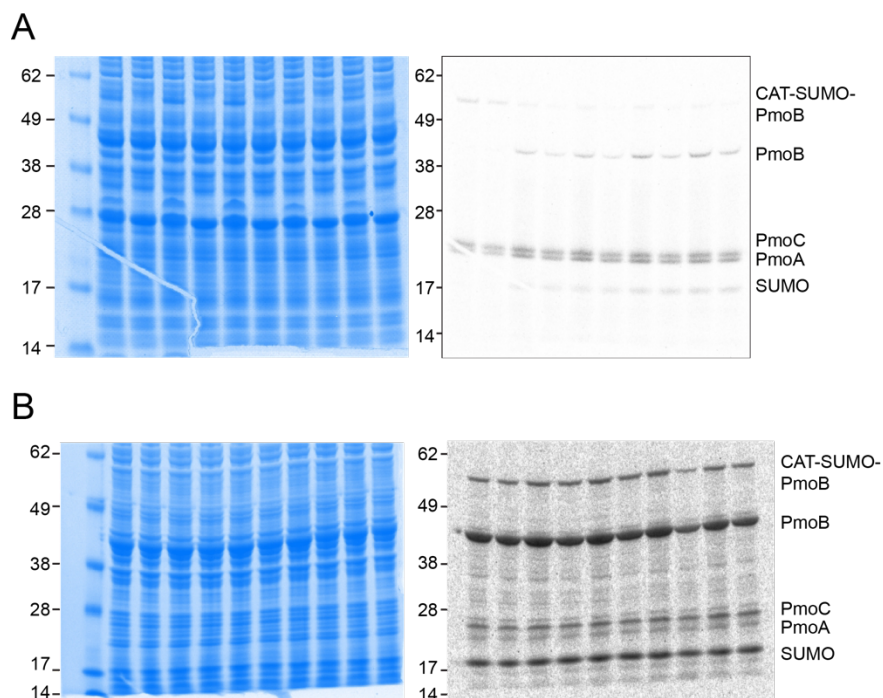 A
62
49
38
28
17
14
62
49
38
28
17
14
CAT-SUMO-
PmoB
PmoB
PmoC
PmoA
SUMO
B
62
49
38
28
17
14
62
49
38
28
17
14
CAT-SUMO-
PmoB
PmoB
PmoC
PmoA
SUMO